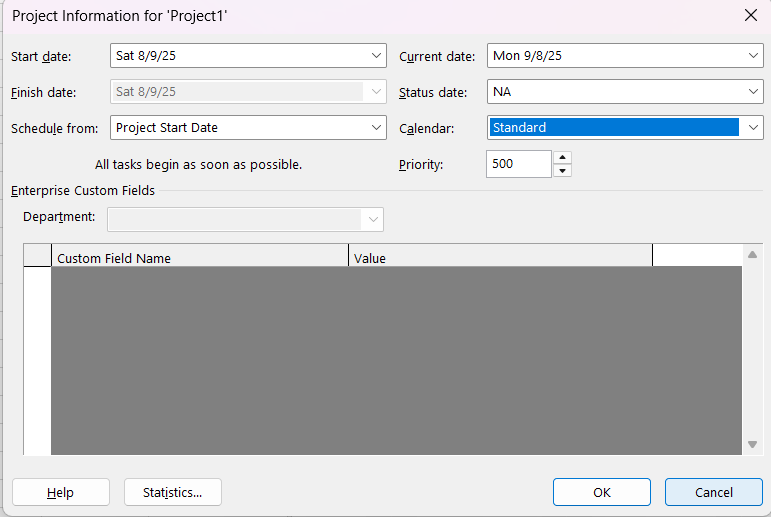 Project Information for 'Project1'
Start date: Sat 8/9/25 Current date: Mon 9/8/25
Finish date: Sat 8/9/25 Status date: NA
Schedule from: Project Start Date Calendar: Standard
All tasks begin as soon as possible. Priority: 500
Enterprise Custom Fields
Department:
Custom Field Name Value
Help Statistics... OK Cancel